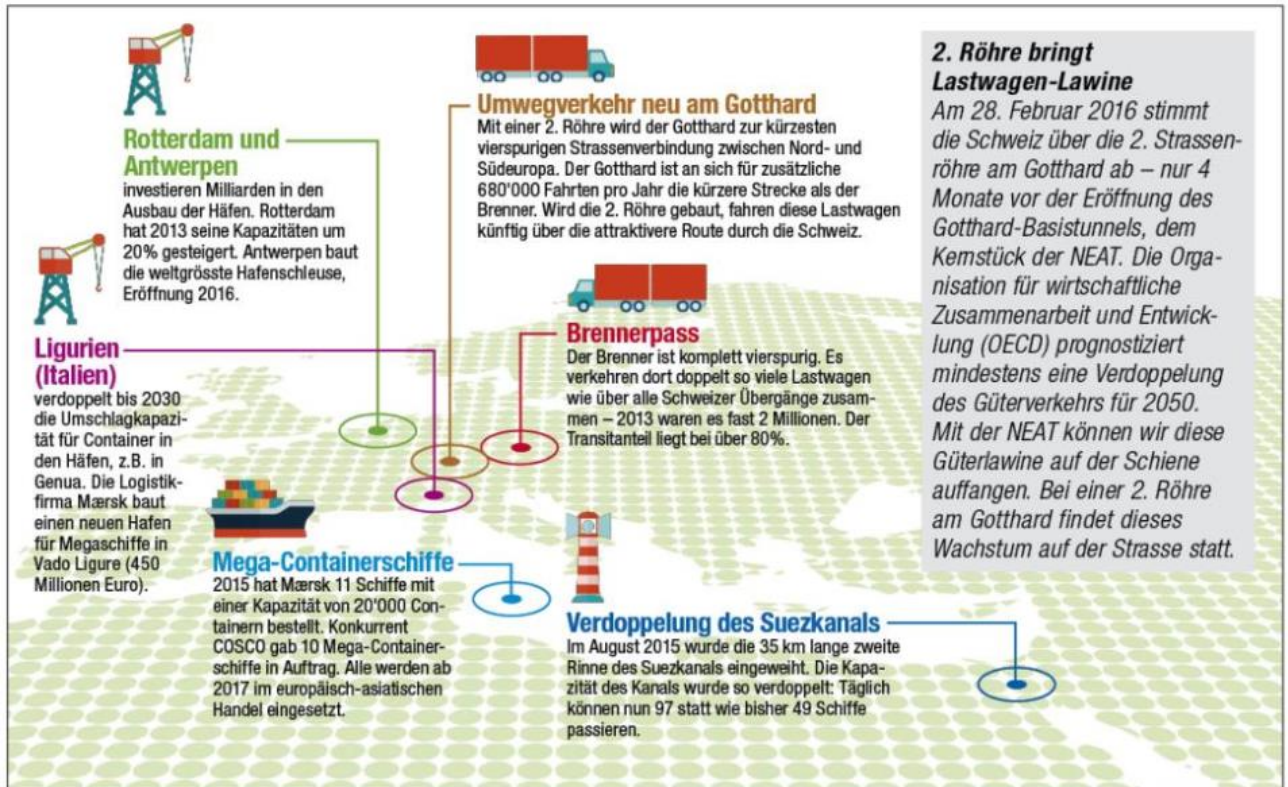 Rotterdam und
Antwerpen
investieren Milliarden in den
Ausbau der Häfen. Rotterdam
hat 2013 seine Kapazitäten um
20% gesteigert. Antwerpen baut
die weltgrösste Hafenschleuse,
Eröffnung 2016.
Umwegverkehr neu am Gotthard
Mit einer 2. Röhre wird der Gotthard zur kürzesten
vierspurigen Strassenverbindung zwischen Nord- und
Südeuropa. Der Gotthard ist an sich für zusätzliche
680'000 Fahrten pro Jahr die kürzere Strecke als der
Brenner. Wird die 2. Röhre gebaut, fahren diese Lastwagen
künftig über die attraktivere Route durch die Schweiz.
Ligurien
(Italien)
verdoppelt bis 2030
die Umschlagkapazi-
tät für Container in
den Häfen, z.B. in
Genua. Die Logistik-
firma Mærsk baut
einen neuen Hafen
für Megaschiffe in
Vado Ligure (450
Millionen Euro).
Brennerpass
Der Brenner ist komplett vierspurig. Es
verkehren dort doppelt so viele Lastwagen
wie über alle Schweizer Übergänge zusam-
men – 2013 waren es fast 2 Millionen. Der
Transitanteil liegt bei über 80%.
Mega-Containerschiffe
2015 hat Mærsk 11 Schiffe mit
einer Kapazität von 20'000 Con-
tainern bestellt. Konkurrent
COSCO gab 10 Mega-Container-
schiffe in Auftrag. Alle werden ab
2017 im europäisch-asiatischen
Handel eingesetzt.
Verdoppelung des Suezkanals
Im August 2015 wurde die 35 km lange zweite
Rinne des Suezkanals eingeweiht. Die Kapa-
zität des Kanals wurde so verdoppelt: Täglich
können nun 97 statt wie bisher 49 Schiffe
passieren.
2. Röhre bringt
Lastwagen-Lawine
Am 28. Februar 2016 stimmt
die Schweiz über die 2. Strassen-
röhre am Gotthard ab – nur 4
Monate vor der Eröffnung des
Gotthard-Basistunnels, dem
Kernstück der NEAT. Die Orga-
nisation für wirtschaftliche
Zusammenarbeit und Entwick-
lung (OECD) prognostiziert
mindestens eine Verdoppelung
des Güterverkehrs für 2050.
Mit der NEAT können wir diese
Güterlawine auf der Schiene
auffangen. Bei einer 2. Röhre
am Gotthard findet dieses
Wachstum auf der Strasse statt.